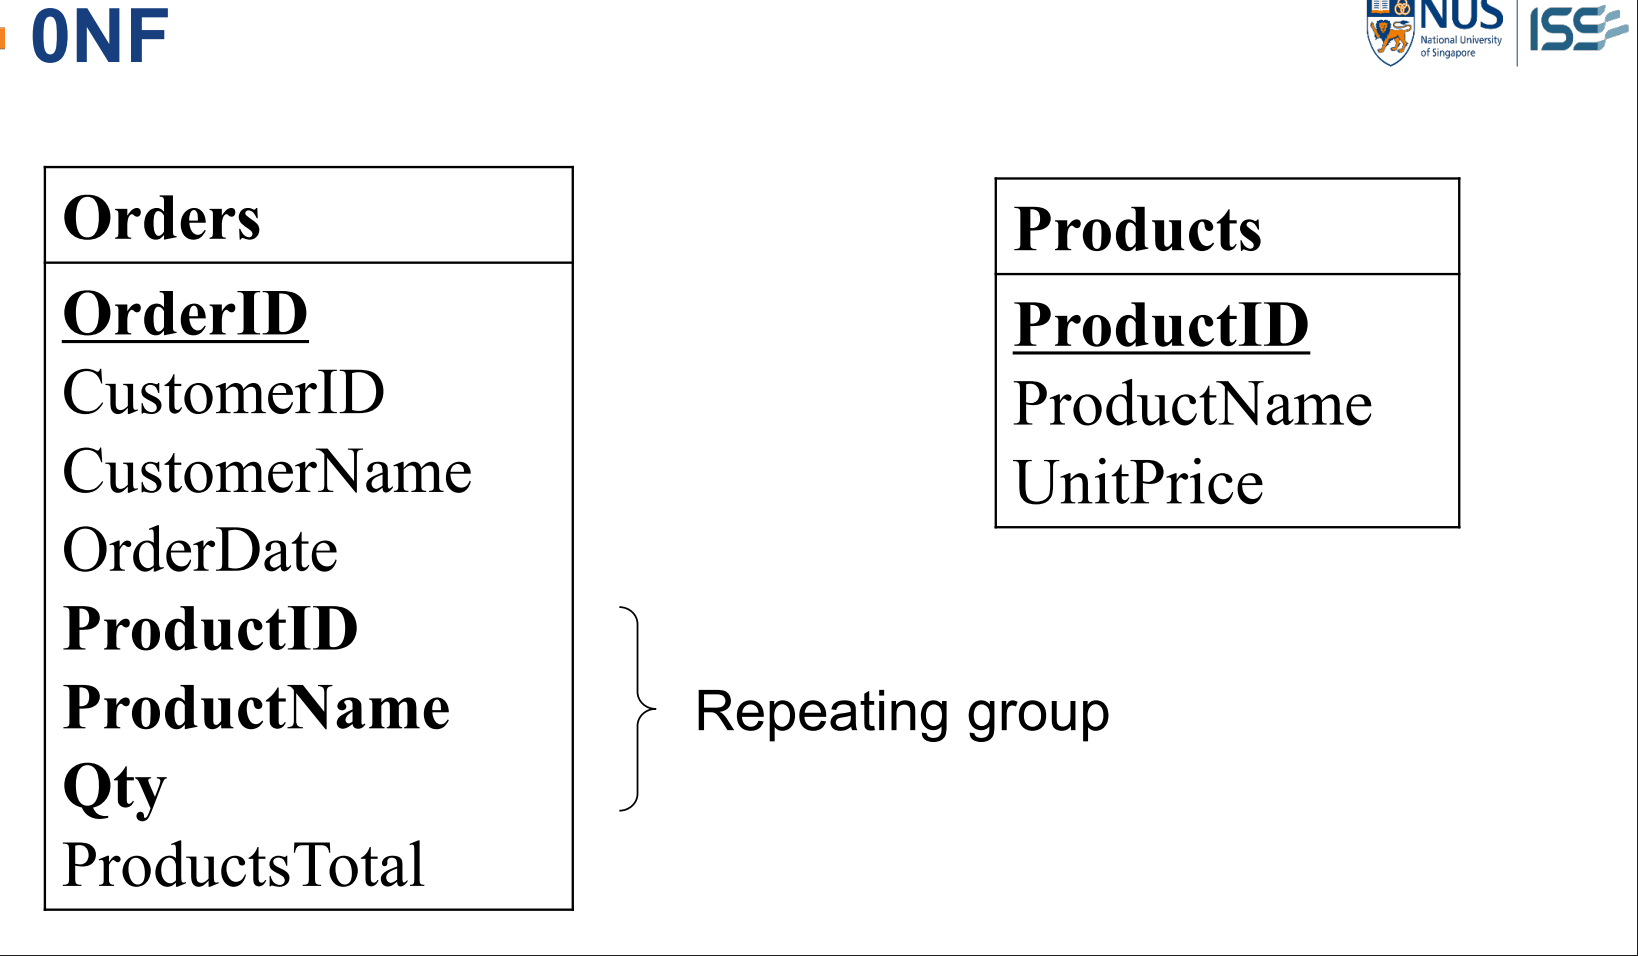 0NF
NUS
National University
of Singapore
ISS
Orders
OrderID
CustomerID
CustomerName
OrderDate
ProductID
ProductName
Qty
ProductsTotal
Repeating group
Products
ProductID
ProductName
UnitPrice